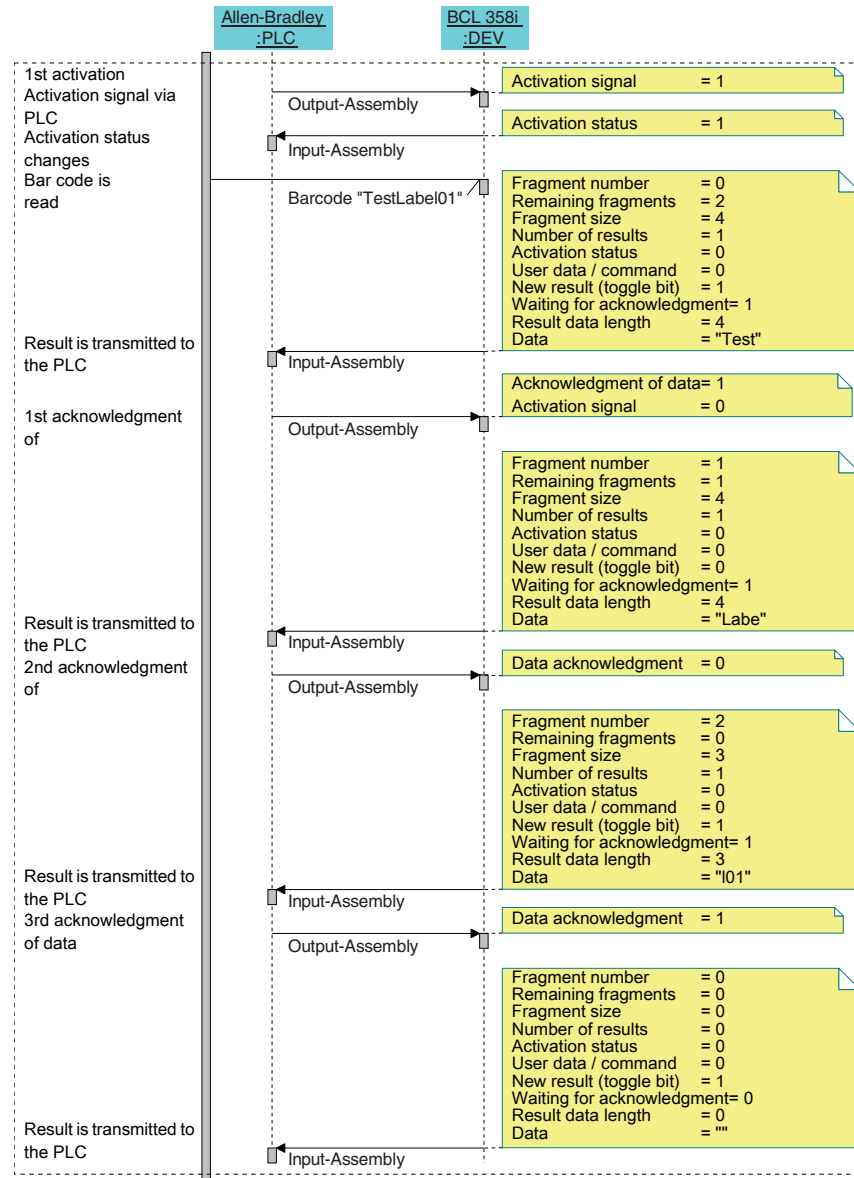 Allen-Bradley
:PLC
BCL 358i
:DEV
1st activation
Activation signal via
PLC
Activation status
changes
Bar code is
read
Output-Assembly
Activation signal = 1
Input-Assembly
Activation status = 1
Barcode "TestLabel01"
Fragment number = 0
Remaining fragments = 2
Fragment size = 4
Number of results = 1
Activation status = 0
User data / command = 0
New result (toggle bit) = 1
Waiting for acknowledgment= 1
Result data length = 4
Data = "Test"
Result is transmitted to
the PLC
Input-Assembly
Acknowledgment of data= 1
Activation signal = 0
1st acknowledgment
of
Output-Assembly
Fragment number = 1
Remaining fragments = 1
Fragment size = 4
Number of results = 1
Activation status = 0
User data / command = 0
New result (toggle bit) = 0
Waiting for acknowledgment= 1
Result data length = 4
Data = "Labe"
Result is transmitted to
the PLC
Input-Assembly
2nd acknowledgment
of
Output-Assembly
Data acknowledgment = 0
Fragment number = 2
Remaining fragments = 0
Fragment size = 3
Number of results = 1
Activation status = 0
User data / command = 0
New result (toggle bit) = 1
Waiting for acknowledgment= 1
Result data length = 3
Data = "l01"
Result is transmitted to
the PLC
Input-Assembly
3rd acknowledgment
of data
Output-Assembly
Data acknowledgment = 1
Fragment number = 0
Remaining fragments = 0
Fragment size = 0
Number of results = 0
Activation status = 0
User data / command = 0
New result (toggle bit) = 1
Waiting for acknowledgment= 0
Result data length = 0
Data = ""
Result is transmitted to
the PLC
Input-Assembly